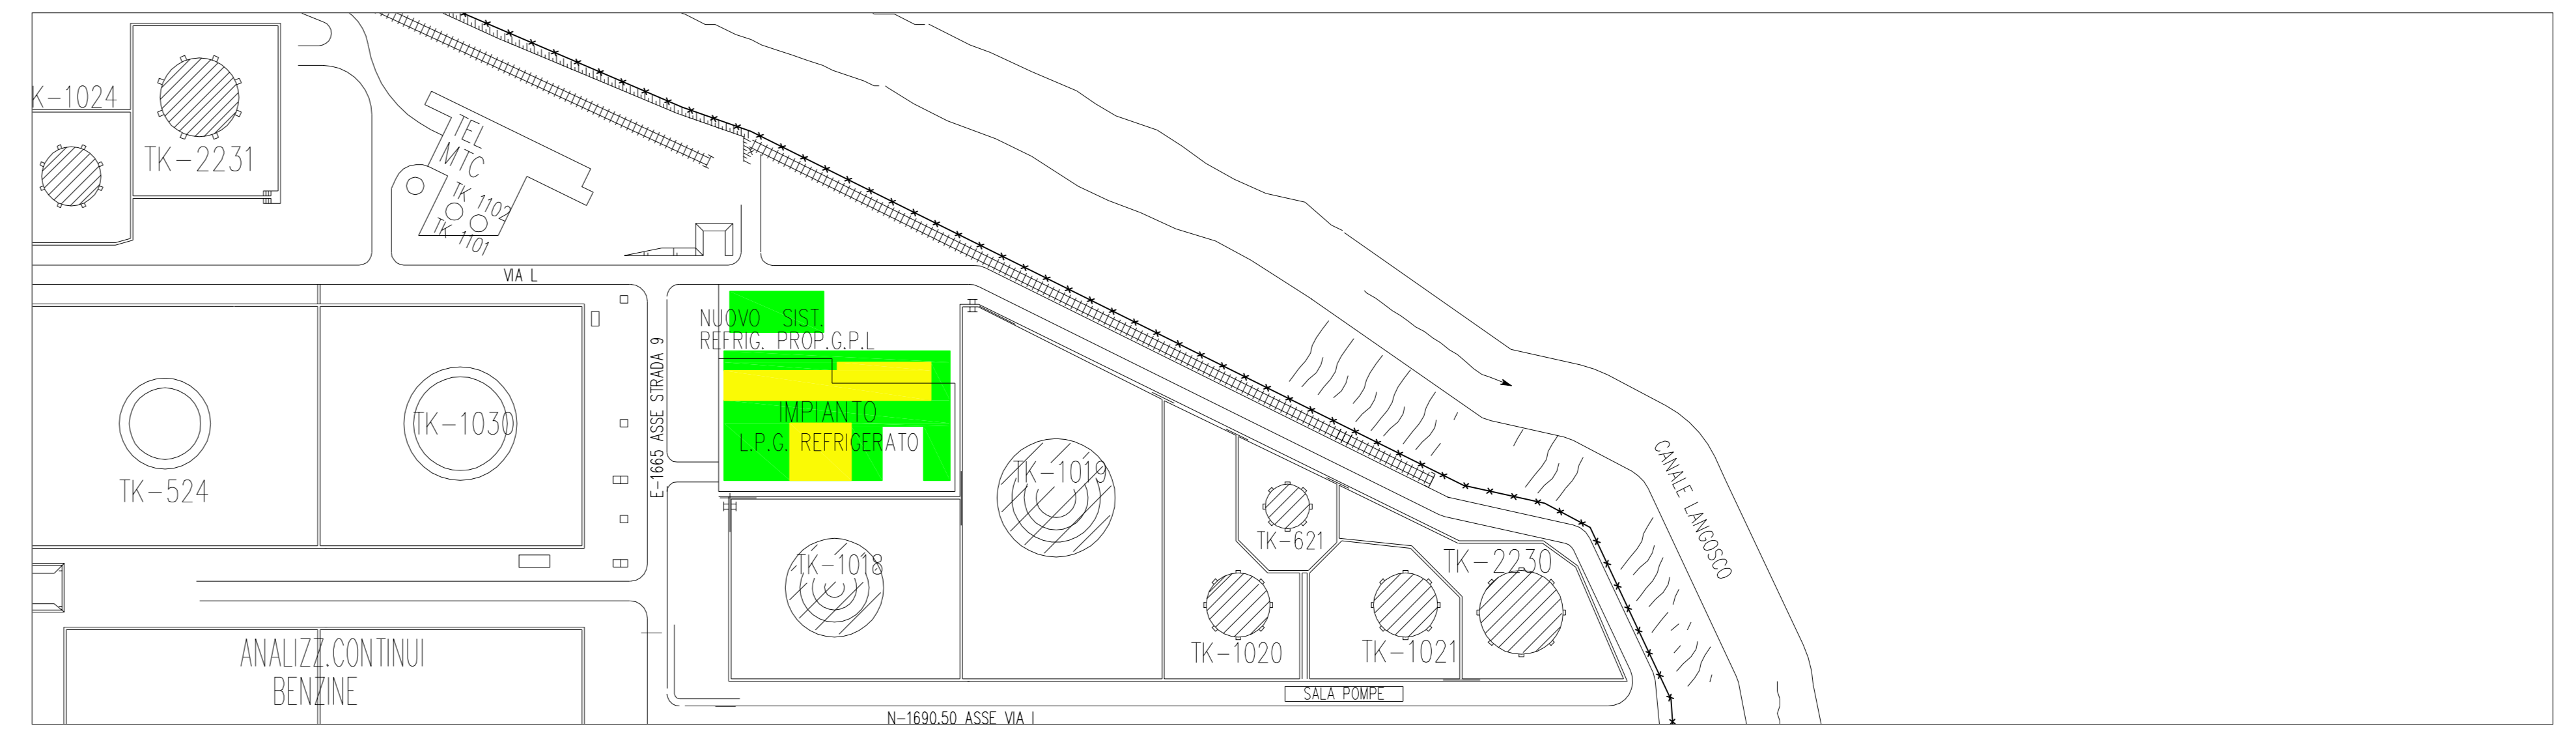 K-1024
TK-2231
TEL
MTC
TK 1102
TK 1101
VIA L
NUOVO SIST.
REFRIG. PROP.G.P.L
IMPIANTO
L.P.G. REFRIGERATO
E-1665 ASSE STRADA 9
TK-1030
TK-524
TK-1019
TK-1018
TK-621
TK-2230
TK-1020
TK-1021
CANALE LANGOSCO
ANALIZZ.CONTINUI
BENZINE
SALA POMPE
N-1690.50 ASSE VIA I